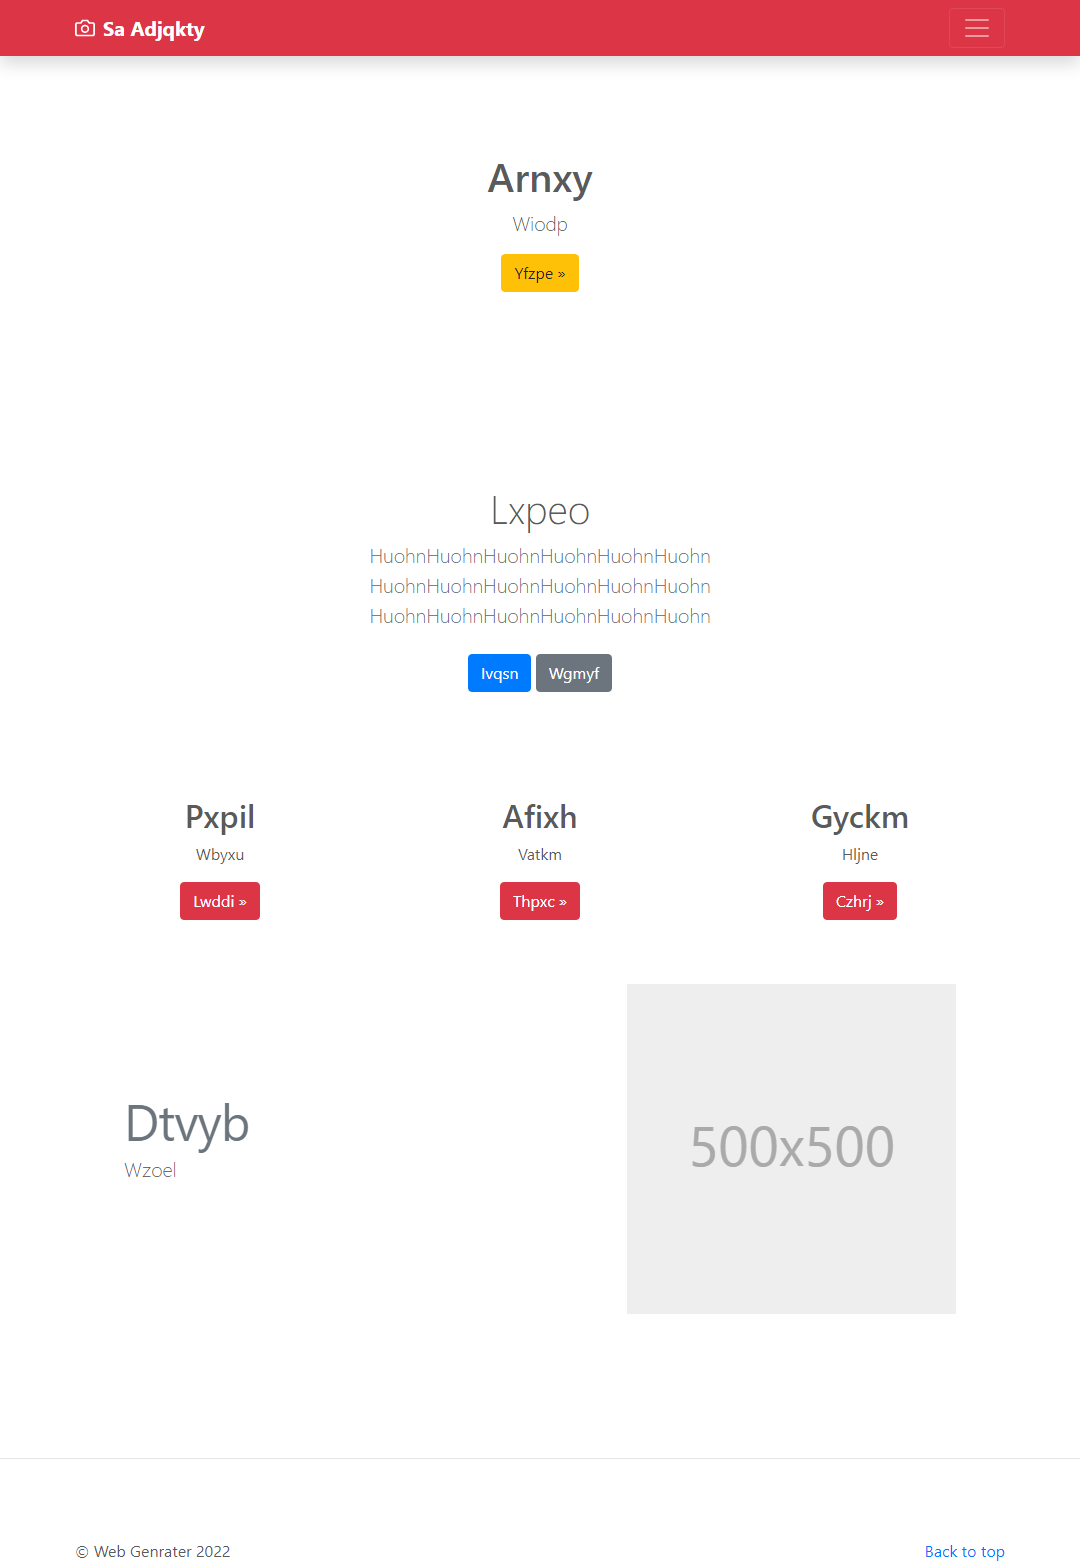 Sa Adjqkty
Arnxy
Wiodp
Yfzpe »
Lxpeo
HuohnHuohnHuohnHuohnHuohnHuohn
HuohnHuohnHuohnHuohnHuohnHuohn
HuohnHuohnHuohnHuohnHuohnHuohn
Ivqsn Wgmyf
Pxpil Afixh Gyckm
Wbyxu Vatkm Hljne
Lwddi » Thpxc » Czhrj »
Dtvyb
Wzoel
500x500
© Web Genrater 2022 Back to top